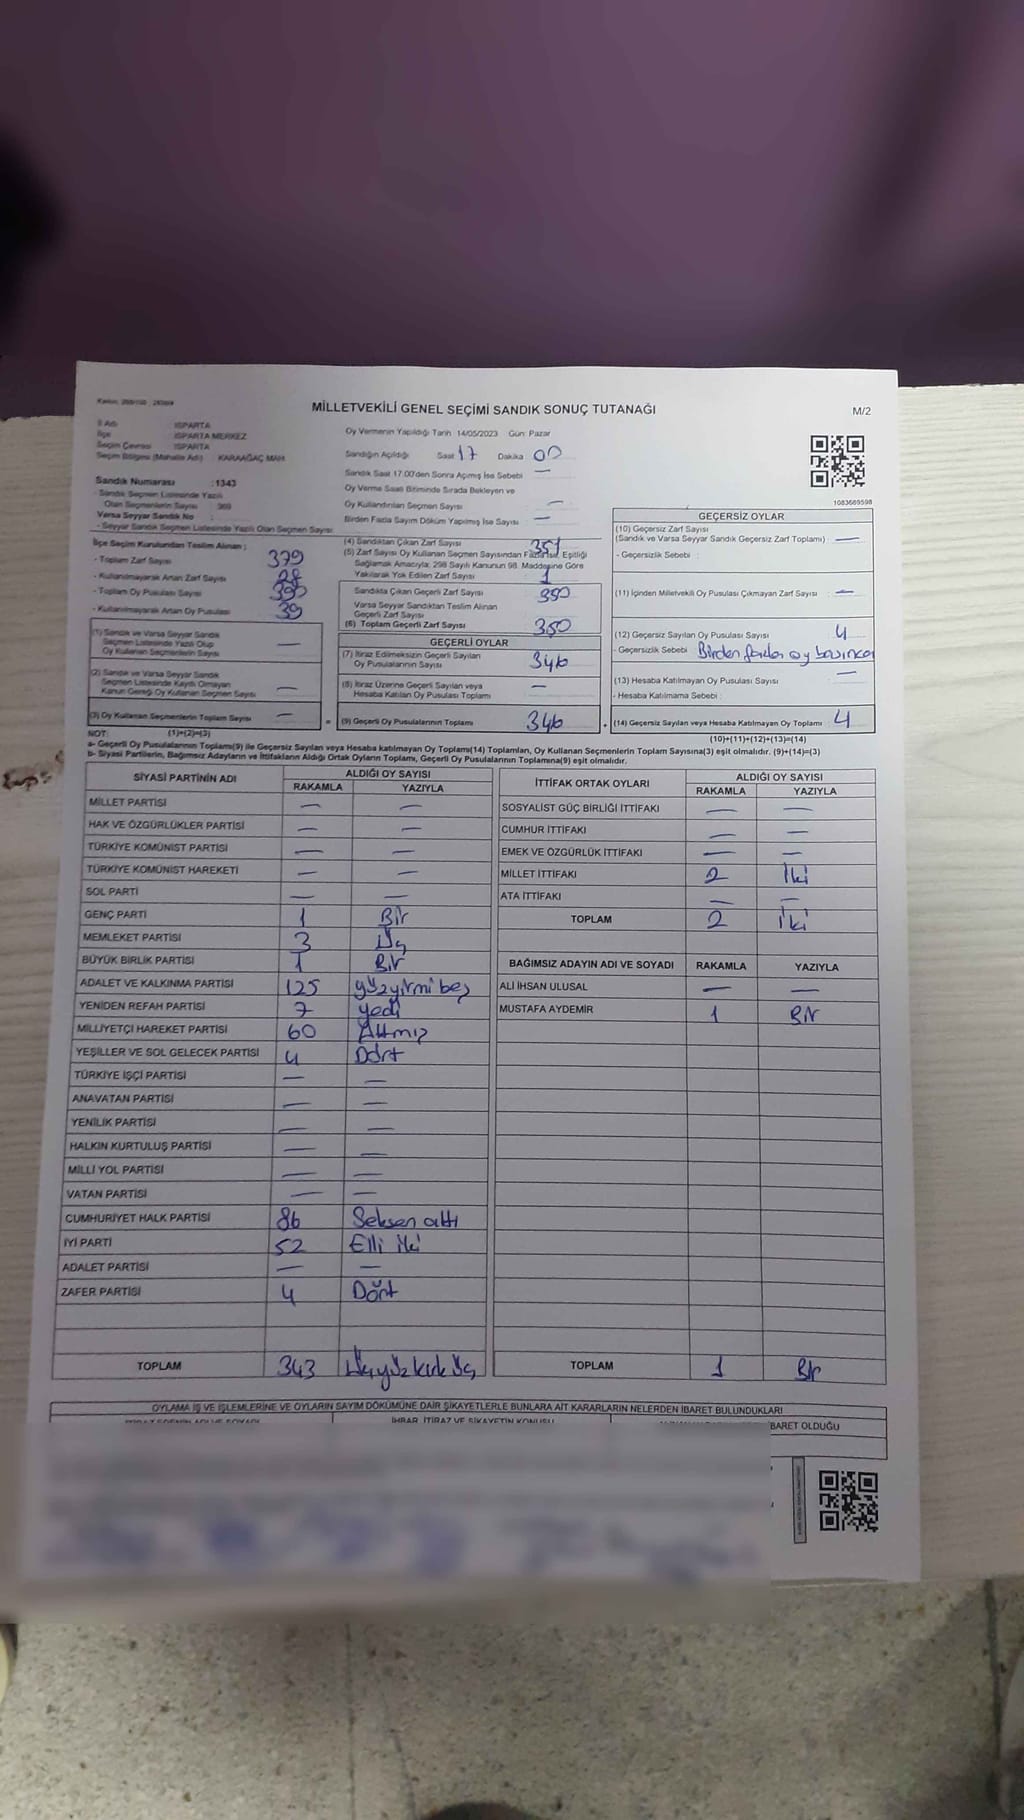 MİLLETVEKİLİ GENEL SEÇİMİ SANDIK SONUÇ TUTANAĞI
M/2
İl Adı : ISPARTA
İlçe : ISPARTA MERKEZ
Seçim Çevresi : ISPARTA
Seçim Bölgesi (Mahalle Adı) : KARAAĞAÇ MAH.
Sandık Numarası : 1343
- Sandık Seçmen Listesinde Yazılı
Olan Seçmenlerin Sayısı : 369
Varsa Seyyar Sandık No :
- Seyyar Sandık Seçmen Listesinde Yazılı Olan Seçmen Sayısı:
Oy Vermenin Yapıldığı Tarih 14/05/2023 Gün: Pazar
Sandığın Açıldığı Saat 17 Dakika 00
Sandık Saat 17:00'den Sonra Açımış İse Sebebi —
Oy Verme Saati Bitiminde Sırada Bekleyen ve
Oy Kullandırılan Seçmen Sayısı —
Birden Fazla Sayım Döküm Yapılmış İse Sayısı —
1083669598
İlçe Seçim Kurulundan Teslim Alınan ;
- Toplam Zarf Sayısı 379
- Kullanılmayarak Artan Zarf Sayısı 28
- Toplam Oy Pusulası Sayısı 390
- Kullanılmayarak Artan Oy Pusulası 39
(1) Sandık ve Varsa Seyyar Sandık
Seçmen Listesinde Yazılı Olup
Oy Kullanan Seçmenlerin Sayısı —
(2) Sandık ve Varsa Seyyar Sandık
Seçmen Listesinde Kayıtlı Olmayan
Kanun Gereği Oy Kullanan Seçmen Sayısı —
(3) Oy Kullanan Seçmenlerin Toplam Sayısı —
(1)+(2)=(3)
(4) Sandıktan Çıkan Zarf Sayısı 351
(5) Zarf Sayısı Oy Kullanan Seçmen Sayısından Fazla İse, Eşitliği
Sağlamak Amacıyla; 298 Sayılı Kanunun 98. Maddesine Göre
Yakılarak Yok Edilen Zarf Sayısı 1
Sandıkta Çıkan Geçerli Zarf Sayısı 350
Varsa Seyyar Sandıktan Teslim Alınan
Geçerli Zarf Sayısı
(6) Toplam Geçerli Zarf Sayısı 350
GEÇERLİ OYLAR
(7) İtiraz Edilmeksizin Geçerli Sayılan
Oy Pusulalarının Sayısı 346
(8) İtiraz Üzerine Geçerli Sayılan veya
Hesaba Katılan Oy Pusulası Toplamı —
= (9) Geçerli Oy Pusulalarının Toplamı 346
GEÇERSİZ OYLAR
(10) Geçersiz Zarf Sayısı
(Sandık ve Varsa Seyyar Sandık Geçersiz Zarf Toplamı) : —
- Geçersizlik Sebebi :
(11) İçinden Milletvekili Oy Pusulası Çıkmayan Zarf Sayısı : —
(12) Geçersiz Sayılan Oy Pusulası Sayısı : 4
- Geçersizlik Sebebi : Birden fazla oy
(13) Hesaba Katılmayan Oy Pusulası Sayısı : —
- Hesaba Katılmama Sebebi :
+ (14) Geçersiz Sayılan veya Hesaba Katılmayan Oy Toplamı : 4
(10)+(11)+(12)+(13)=(14)
NOT:
a- Geçerli Oy Pusulalarının Toplamı(9) ile Geçersiz Sayılan veya Hesaba katılmayan Oy Toplamı(14) Toplamları, Oy Kullanan Seçmenlerin Toplam Sayısına(3) eşit olmalıdır. (9)+(14)=(3)
b- Siyasi Partilerin, Bağımsız Adayların ve İttifakların Aldığı Ortak Oyların Toplamı, Geçerli Oy Pusulalarının Toplamına(9) eşit olmalıdır.
SİYASİ PARTİNİN ADI ALDIĞI OY SAYISI
RAKAMLA YAZIYLA
MİLLET PARTİSİ — —
HAK VE ÖZGÜRLÜKLER PARTİSİ — —
TÜRKİYE KOMÜNİST PARTİSİ — —
TÜRKİYE KOMÜNİST HAREKETİ — —
SOL PARTİ — —
GENÇ PARTİ 1 Bir
MEMLEKET PARTİSİ 3 Üç
BÜYÜK BİRLİK PARTİSİ 1 Bir
ADALET VE KALKINMA PARTİSİ 125 yüzyirmi beş
YENİDEN REFAH PARTİSİ 7 yedi
MİLLİYETÇİ HAREKET PARTİSİ 60 Altmış
YEŞİLLER VE SOL GELECEK PARTİSİ 4 Dört
TÜRKİYE İŞÇİ PARTİSİ — —
ANAVATAN PARTİSİ — —
YENİLİK PARTİSİ — —
HALKIN KURTULUŞ PARTİSİ — —
MİLLİ YOL PARTİSİ — —
VATAN PARTİSİ — —
CUMHURİYET HALK PARTİSİ 86 Seksen altı
İYİ PARTİ 52 Elli iki
ADALET PARTİSİ — —
ZAFER PARTİSİ 4 Dört
TOPLAM 343 Üçyüz kırk üç
İTTİFAK ORTAK OYLARI ALDIĞI OY SAYISI
RAKAMLA YAZIYLA
SOSYALİST GÜÇ BİRLİĞİ İTTİFAKI — —
CUMHUR İTTİFAKI — —
EMEK VE ÖZGÜRLÜK İTTİFAKI — —
MİLLET İTTİFAKI 2 İki
ATA İTTİFAKI — —
TOPLAM 2 iki
BAĞIMSIZ ADAYIN ADI VE SOYADI RAKAMLA YAZIYLA
ALİ İHSAN ULUSAL — —
MUSTAFA AYDEMİR 1 Bir
TOPLAM 1 Bir
OYLAMA İŞ VE İŞLEMLERİNE VE OYLARIN SAYIM DÖKÜMÜNE DAİR ŞİKAYETLERLE BUNLARA AİT KARARLARIN NELERDEN İBARET BULUNDUKLARI
İHBAR, İTİRAZ VE ŞİKAYETİN KONUSU
İBARET OLDUĞU